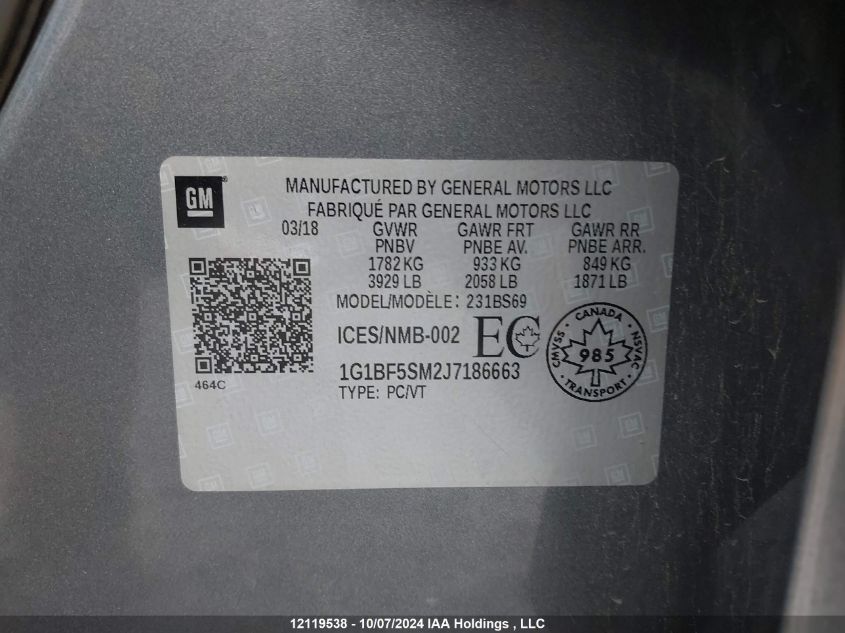 GM
MANUFACTURED BY GENERAL MOTORS LLC
FABRIQUÉ PAR GENERAL MOTORS LLC
03/18 GVWR GAWR FRT GAWR RR
PNBV PNBE AV. PNBE ARR.
1782 KG 933 KG 849 KG
3929 LB 2058 LB 1871 LB
MODEL/MODÈLE: 231BS69
ICES/NMB-002 EC
CANADA
CMVSS 985 NSVAC
TRANSPORT
464C
1G1BF5SM2J7186663
TYPE: PC/VT
12119538 - 10/07/2024 IAA Holdings , LLC